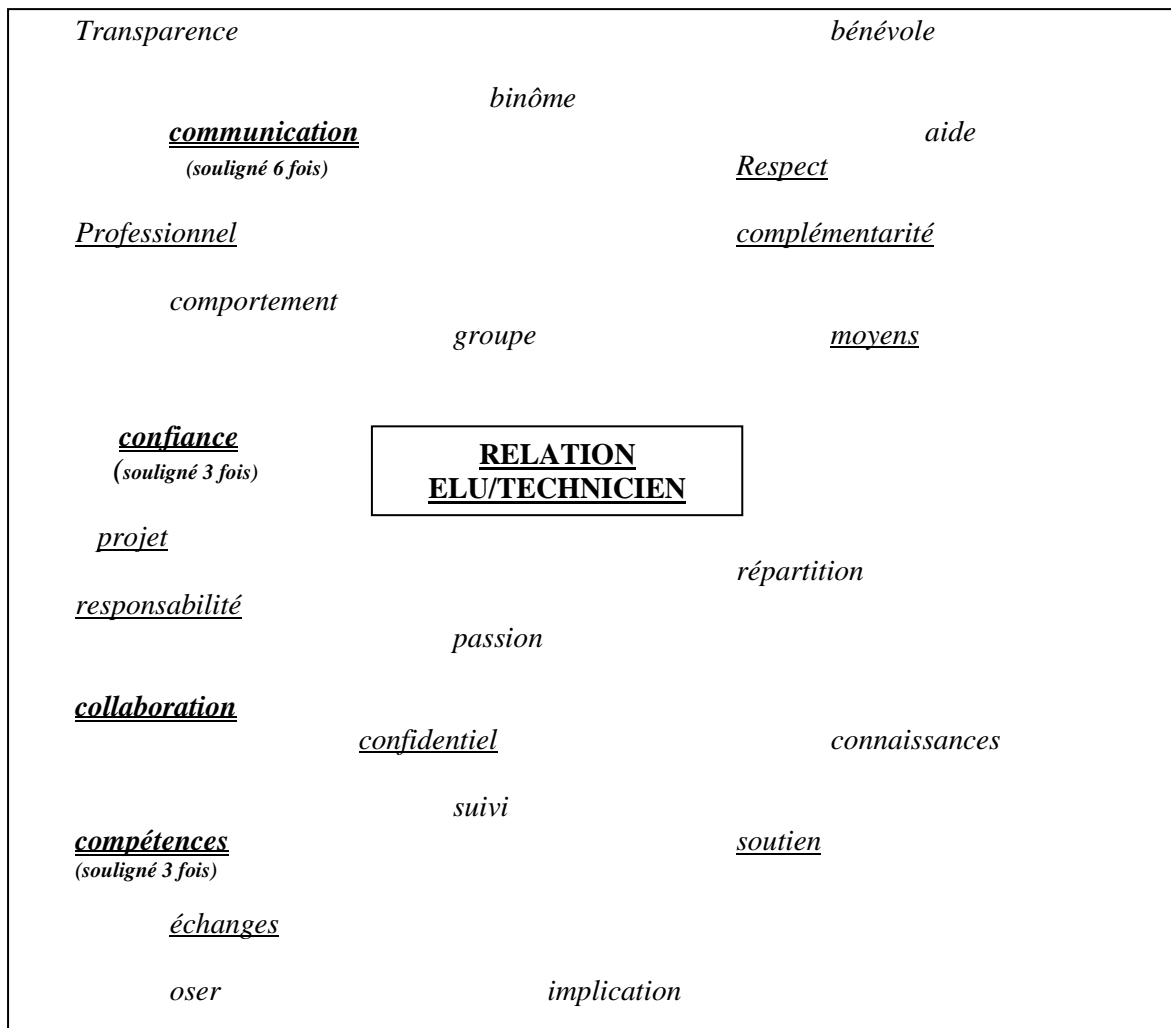 Transparence bénévole
binôme
communication aide
(souligné 6 fois) Respect
Professionnel complémentarité
comportement
groupe moyens
confiance
(souligné 3 fois)
RELATION
ELU/TECHNICIEN
projet
répartition
responsabilité
passion
collaboration
confidentiel connaissances
suivi
compétences soutien
(souligné 3 fois)
échanges
oser implication